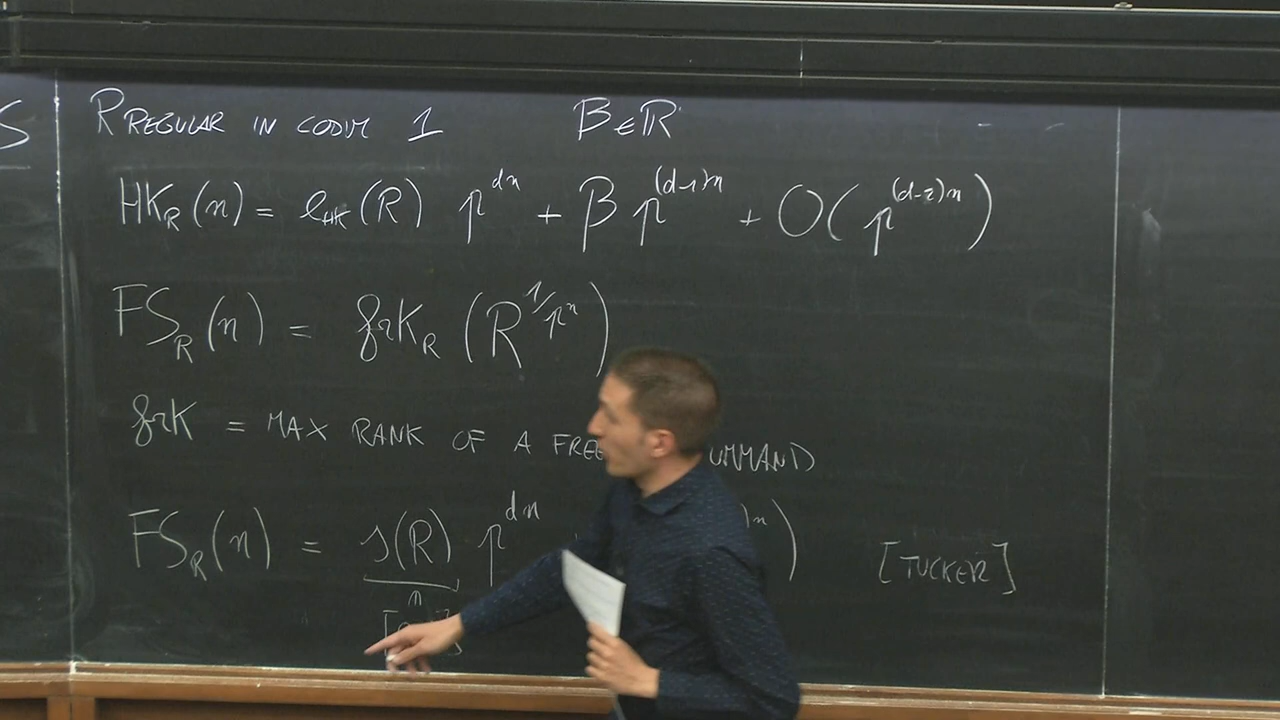 S
R REGULAR IN CODIM 1 β∈ℝ
HK_R(n) = e_HK(R) p^{dn} + β p^{(d-1)n} + O(p^{(d-2)n})
FS_R(n) = frk_R (R^{1/p^n})
frk = MAX RANK OF A FREE UMMAND
FS_R(n) = s(R) p^{dn} n)
[TUCKER]